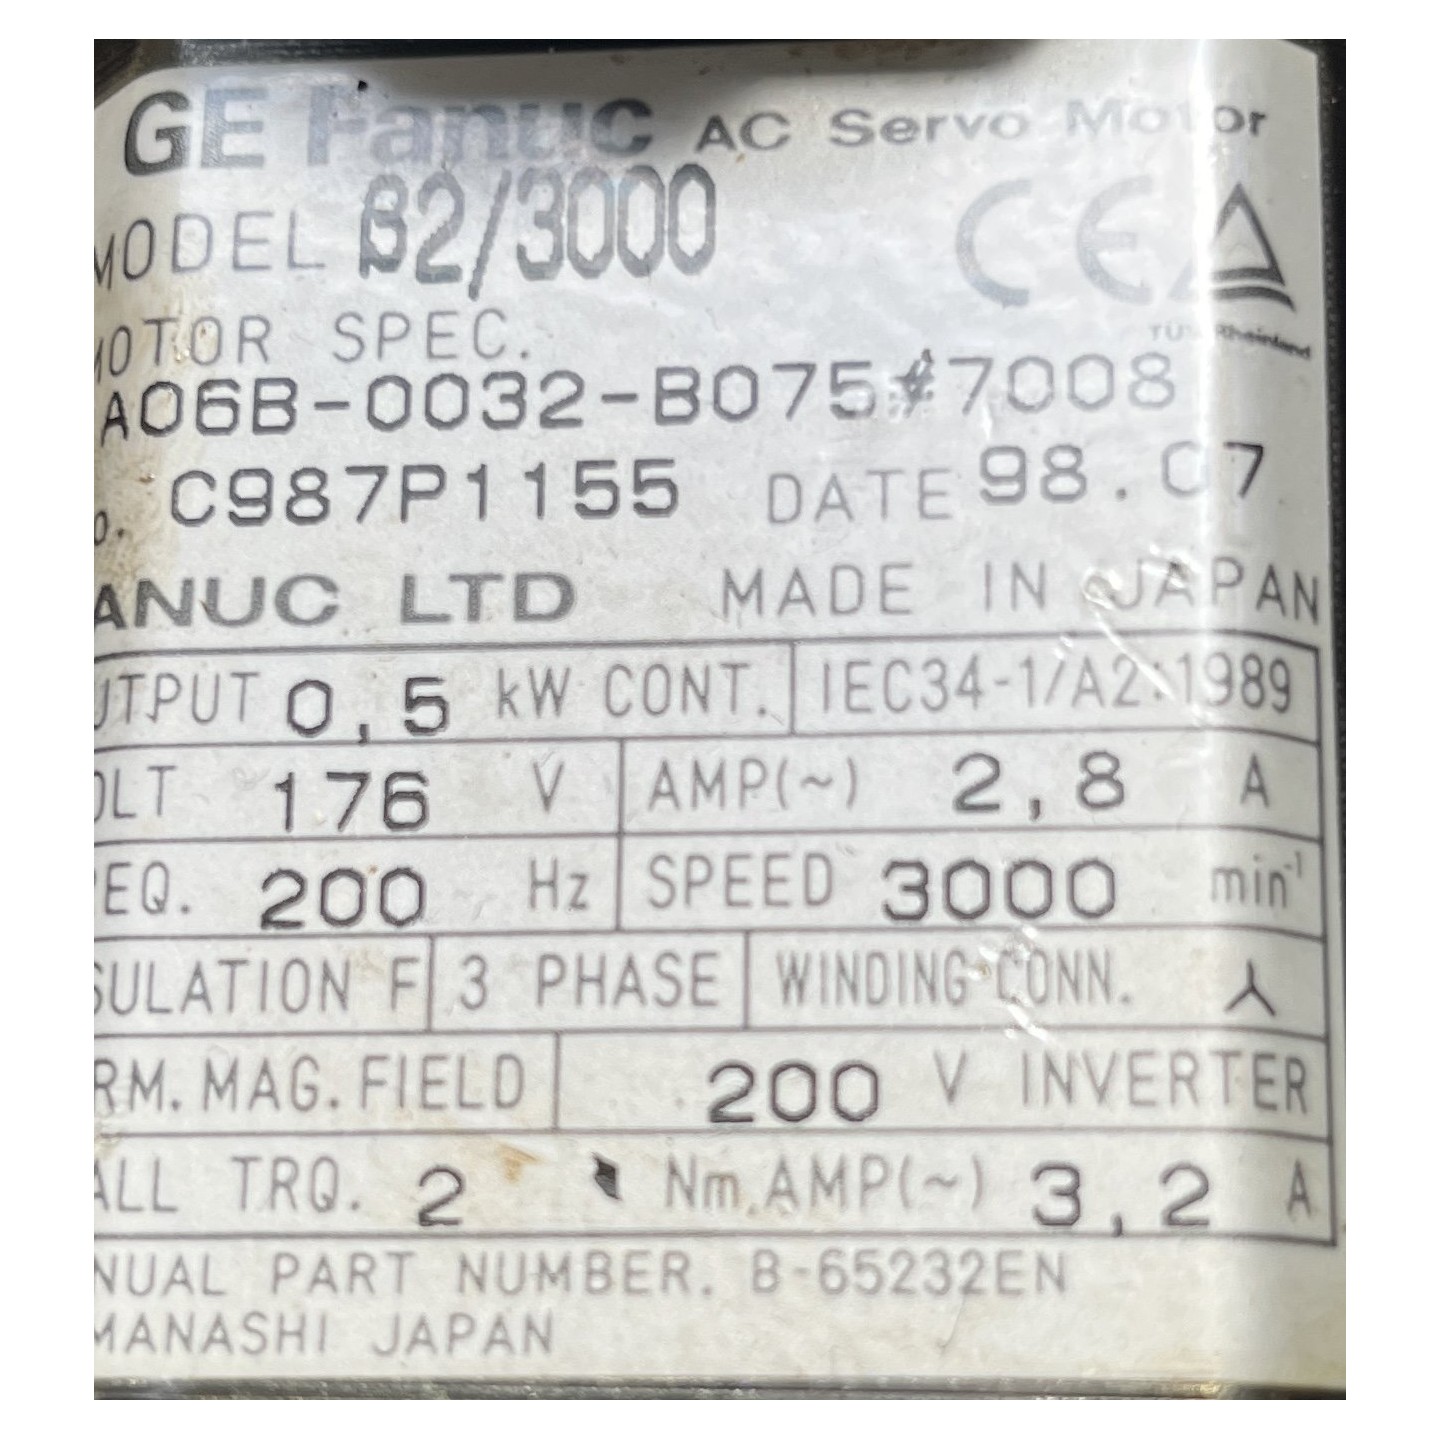 GE Fanuc AC Servo Motor
MODEL β2/3000
CE
TÜV Rheinland
MOTOR SPEC.
A06B-0032-B075#7008
o. C987P1155 DATE 98.07
ANUC LTD MADE IN JAPAN
UTPUT 0,5 kW CONT. IEC34-1/A2:1989
OLT 176 V AMP(~) 2,8 A
EQ. 200 Hz SPEED 3000 min⁻¹
SULATION F 3 PHASE WINDING CONN.
RM. MAG. FIELD 200 V INVERTER
ALL TRQ. 2 Nm. AMP(~) 3,2 A
NUAL PART NUMBER. B-65232EN
MANASHI JAPAN